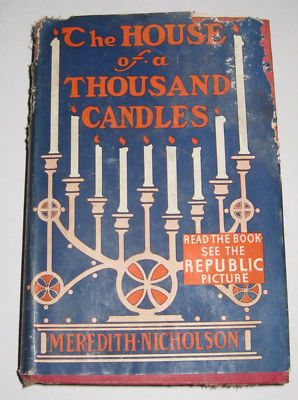 The HOUSE
of a
THOUSAND
CANDLES
READ THE BOOK
SEE THE
REPUBLIC
PICTURE
MEREDITH·NICHOLSON